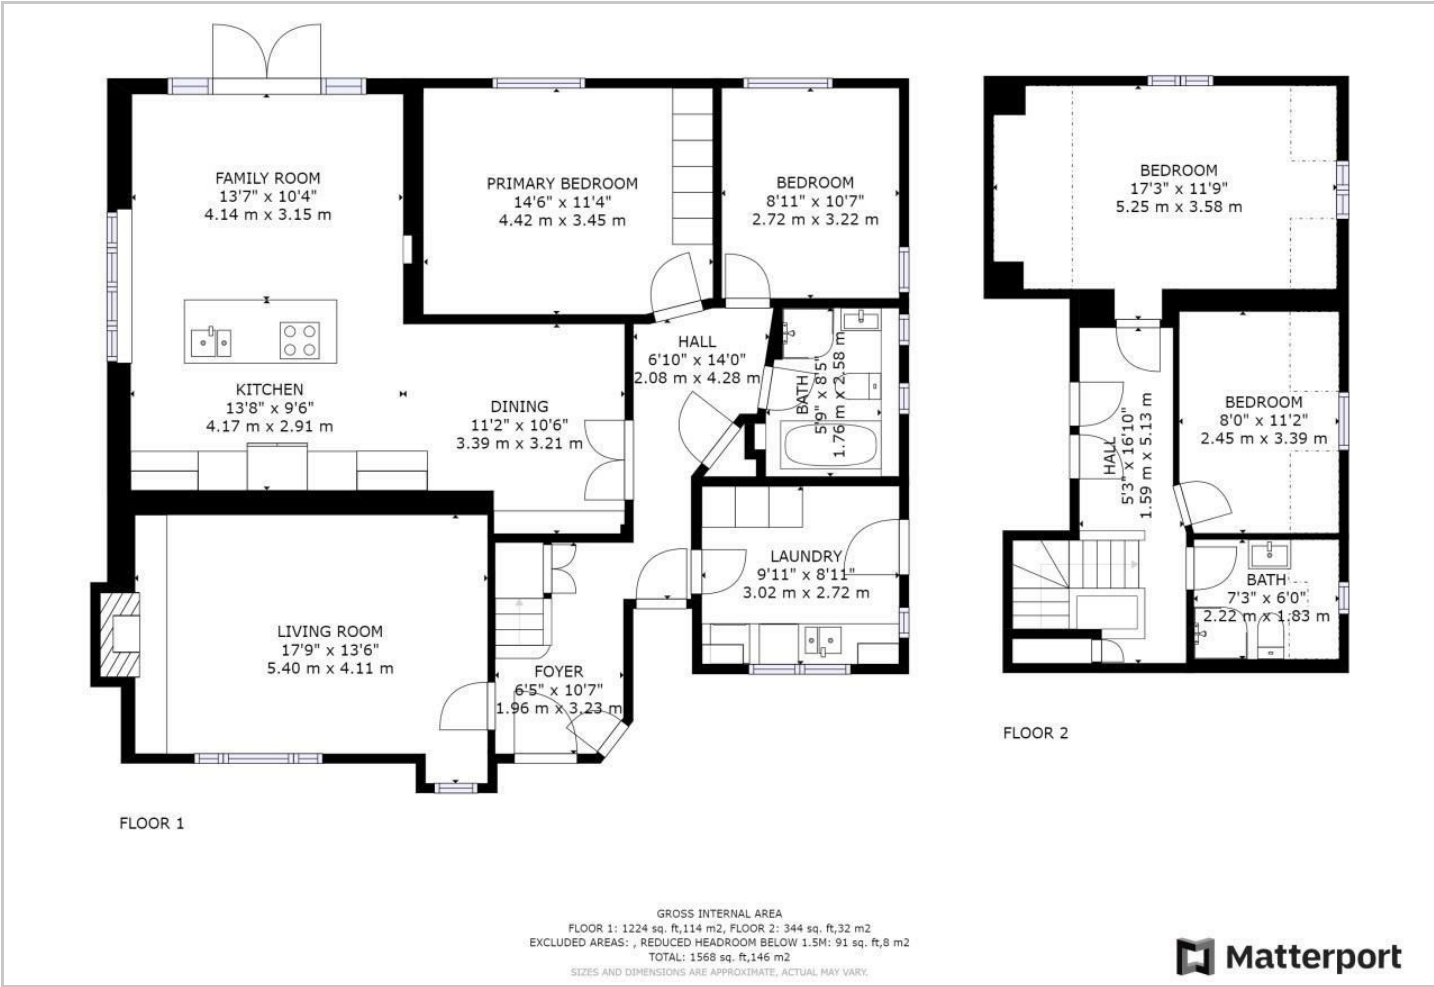 FAMILY ROOM
13'7" x 10'4"
4.14 m x 3.15 m
PRIMARY BEDROOM
14'6" x 11'4"
4.42 m x 3.45 m
BEDROOM
8'11" x 10'7"
2.72 m x 3.22 m
BEDROOM
17'3" x 11'9"
5.25 m x 3.58 m
HALL
6'10" x 14'0"
2.08 m x 4.28 m
BATH
5'9" x 8'5"
1.76 m x 2.58 m
KITCHEN
13'8" x 9'6"
4.17 m x 2.91 m
DINING
11'2" x 10'6"
3.39 m x 3.21 m
HALL
5'3" x 16'10"
1.59 m x 5.13 m
BEDROOM
8'0" x 11'2"
2.45 m x 3.39 m
LAUNDRY
9'11" x 8'11"
3.02 m x 2.72 m
BATH
7'3" x 6'0"
2.22 m x 1.83 m
LIVING ROOM
17'9" x 13'6"
5.40 m x 4.11 m
FOYER
6'5" x 10'7"
1.96 m x 3.23 m
FLOOR 2
FLOOR 1
GROSS INTERNAL AREA
FLOOR 1: 1224 sq. ft,114 m2, FLOOR 2: 344 sq. ft,32 m2
EXCLUDED AREAS: , REDUCED HEADROOM BELOW 1.5M: 91 sq. ft,8 m2
TOTAL: 1568 sq. ft,146 m2
SIZES AND DIMENSIONS ARE APPROXIMATE, ACTUAL MAY VARY.
Matterport